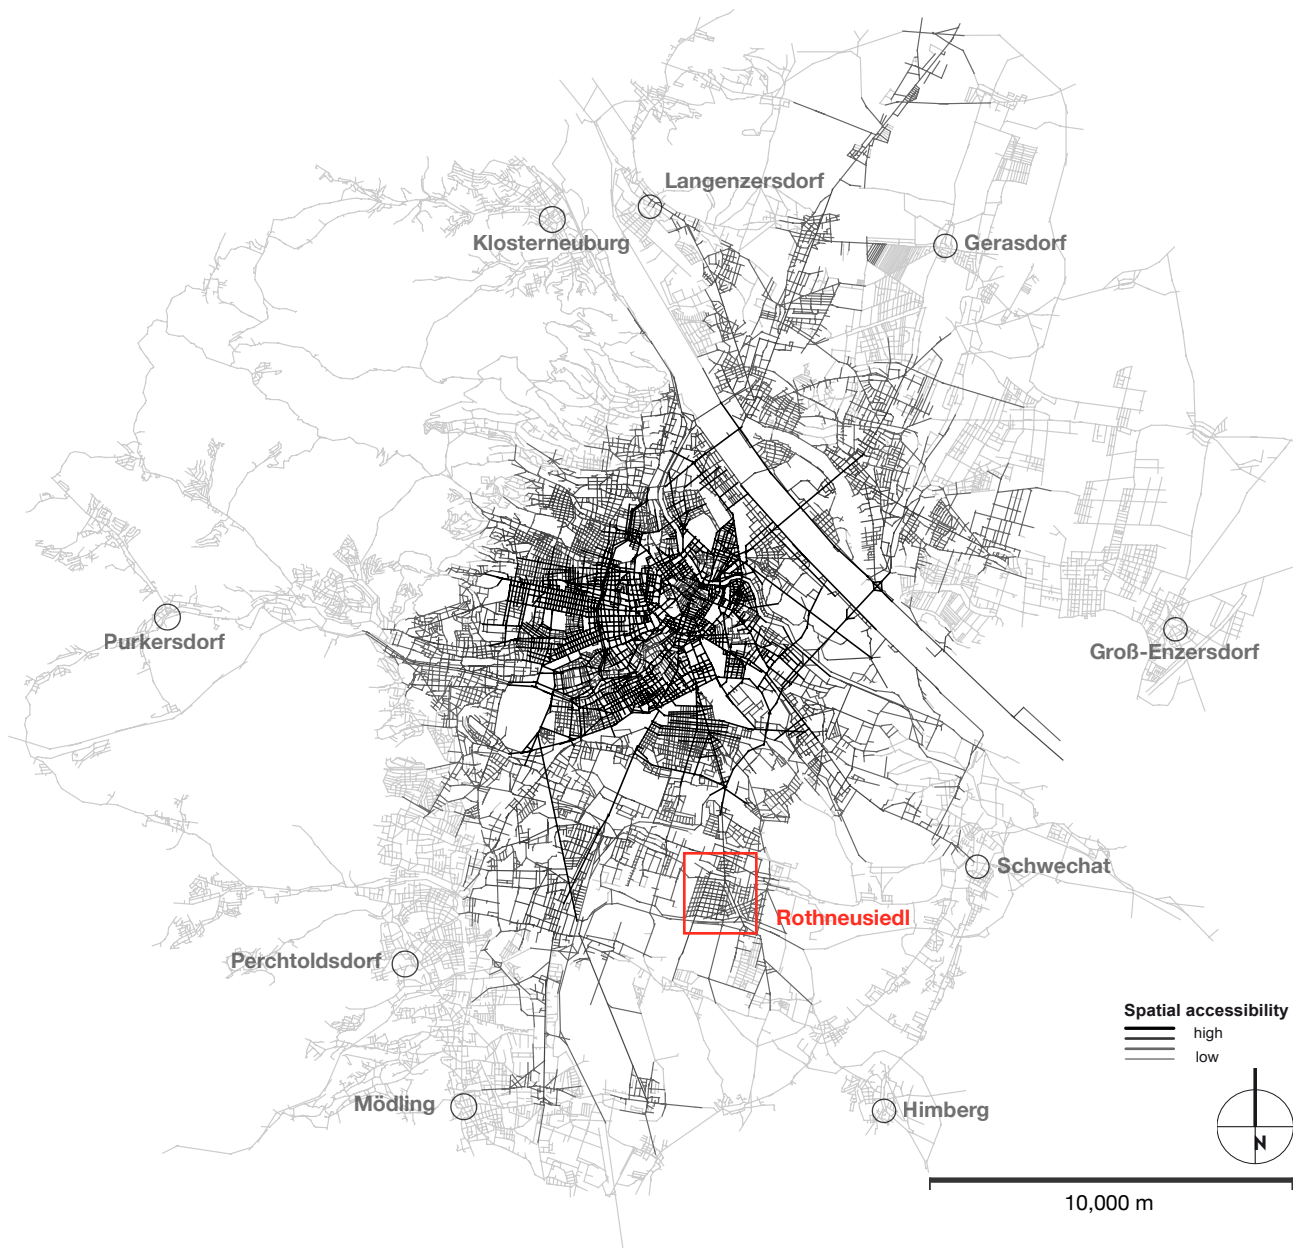 Langenzersdorf
Klosterneuburg
Gerasdorf
Purkersdorf
Groß-Enzersdorf
Schwechat
Rothneusiedl
Perchtoldsdorf
Spatial accessibility
high
low
Mödling
Himberg
N
10,000 m